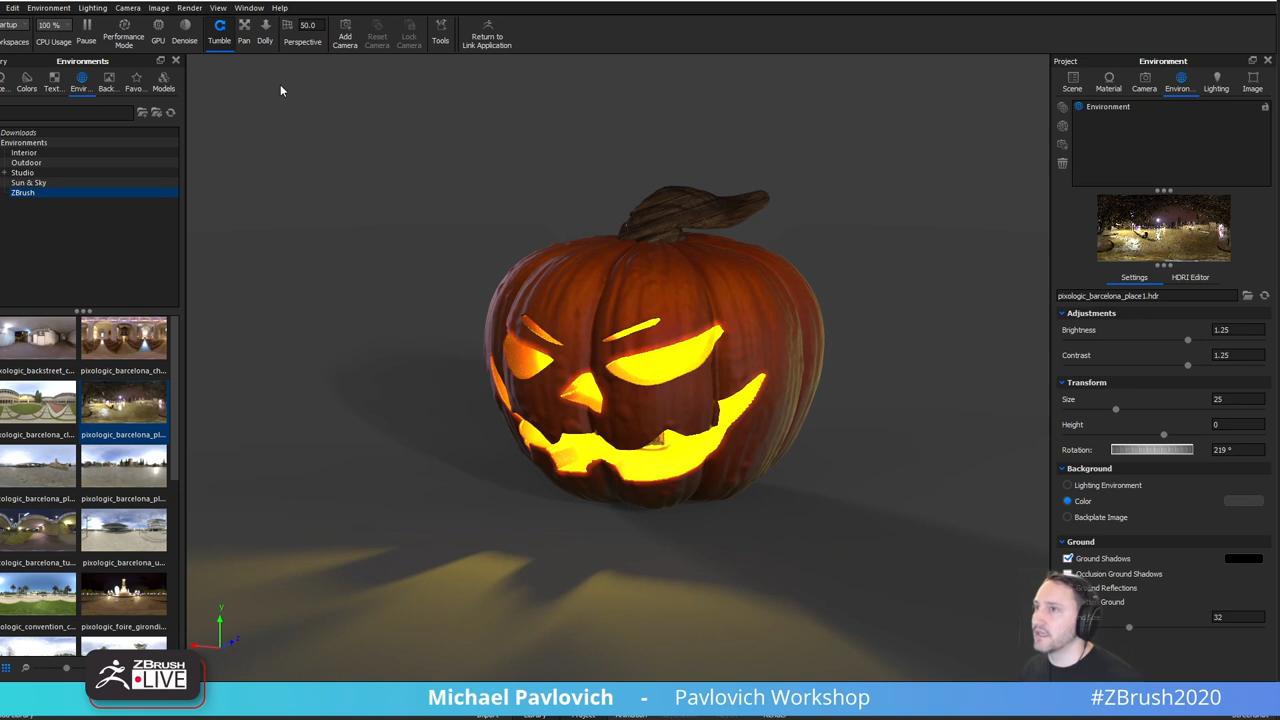 Edit Environment Lighting Camera Image Render View Window Help
100 % 50.0
CPU Usage Pause Performance Mode GPU Denoise Tumble Pan Dolly Perspective Add Camera Reset Camera Lock Camera Tools Return to Link Application
Environments
Colors Text... Envir... Back... Favo... Models
Downloads
Environments
Interior
Outdoor
Studio
Sun & Sky
ZBrush
pixologic_barcelona_ch...
pixologic_barcelona_pl...
pixologic_barcelona_pl...
pixologic_barcelona_u...
pixologic_foire_girondi...
Project Environment
Scene Material Camera Environ... Lighting Image
Environment
Settings HDRI Editor
pixologic_barcelona_place1.hdr
Adjustments
Brightness 1.25
Contrast 1.25
Transform
Size 25
Height 0
Rotation: 219 °
Background
Lighting Environment
Color
Backplate Image
Ground
Ground Shadows
Occlusion Ground Shadows
Ground Reflections
Ground
32
y
z
ZBRUSH
LIVE
Michael Pavlovich - Pavlovich Workshop #ZBrush2020